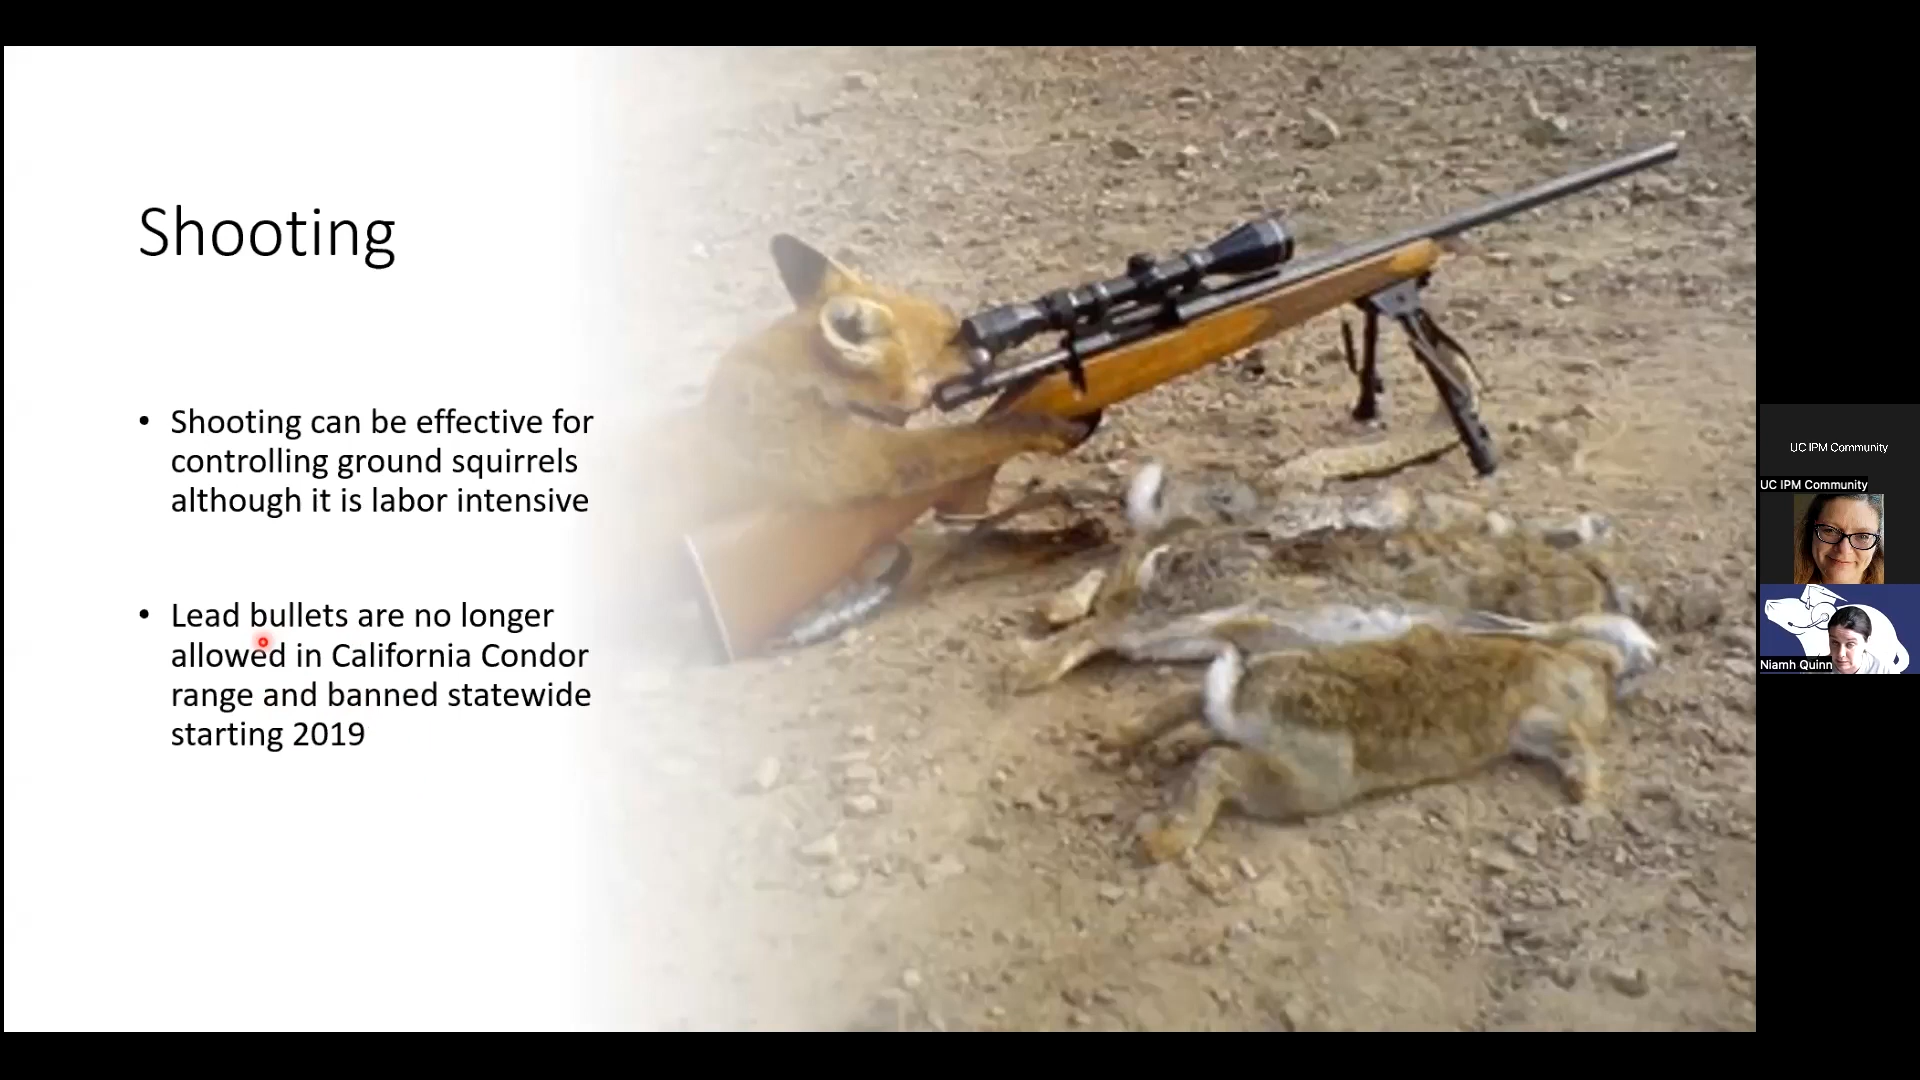 Shooting
• Shooting can be effective for
controlling ground squirrels
although it is labor intensive
• Lead bullets are no longer
allowed in California Condor
range and banned statewide
starting 2019
UC IPM Community
UC IPM Community
Niamh Quinn